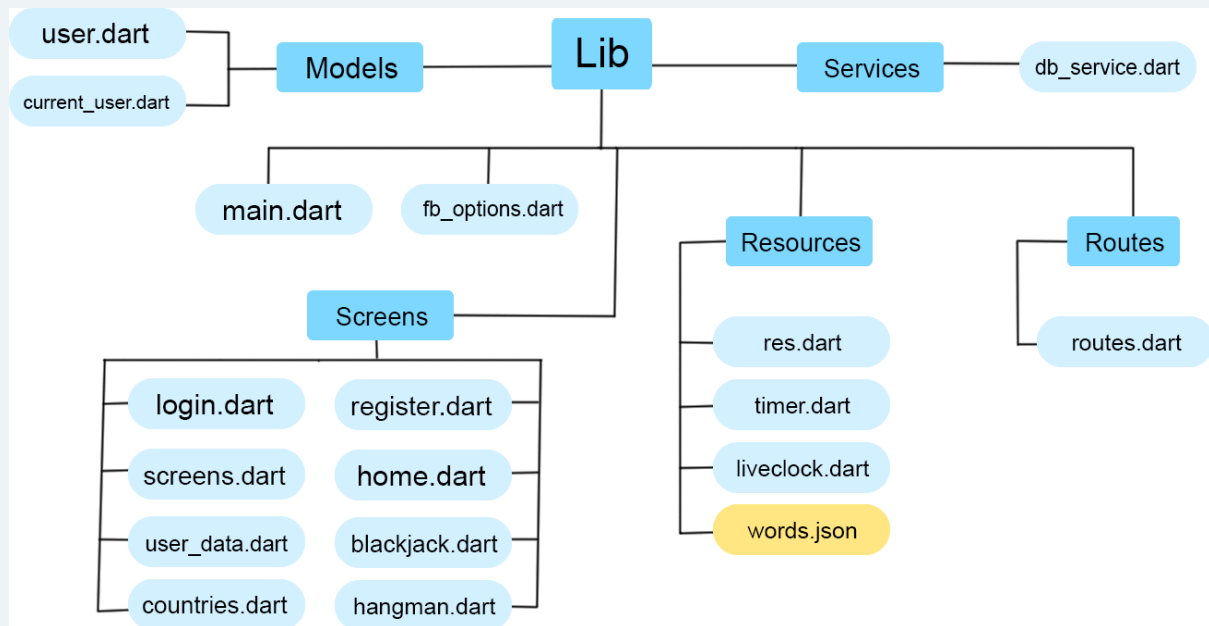 user.dart
Lib
Models
Services
db_service.dart
current_user.dart
main.dart
fb_options.dart
Resources
Routes
Screens
res.dart
routes.dart
login.dart
register.dart
timer.dart
screens.dart
home.dart
liveclock.dart
user_data.dart
blackjack.dart
words.json
countries.dart
hangman.dart